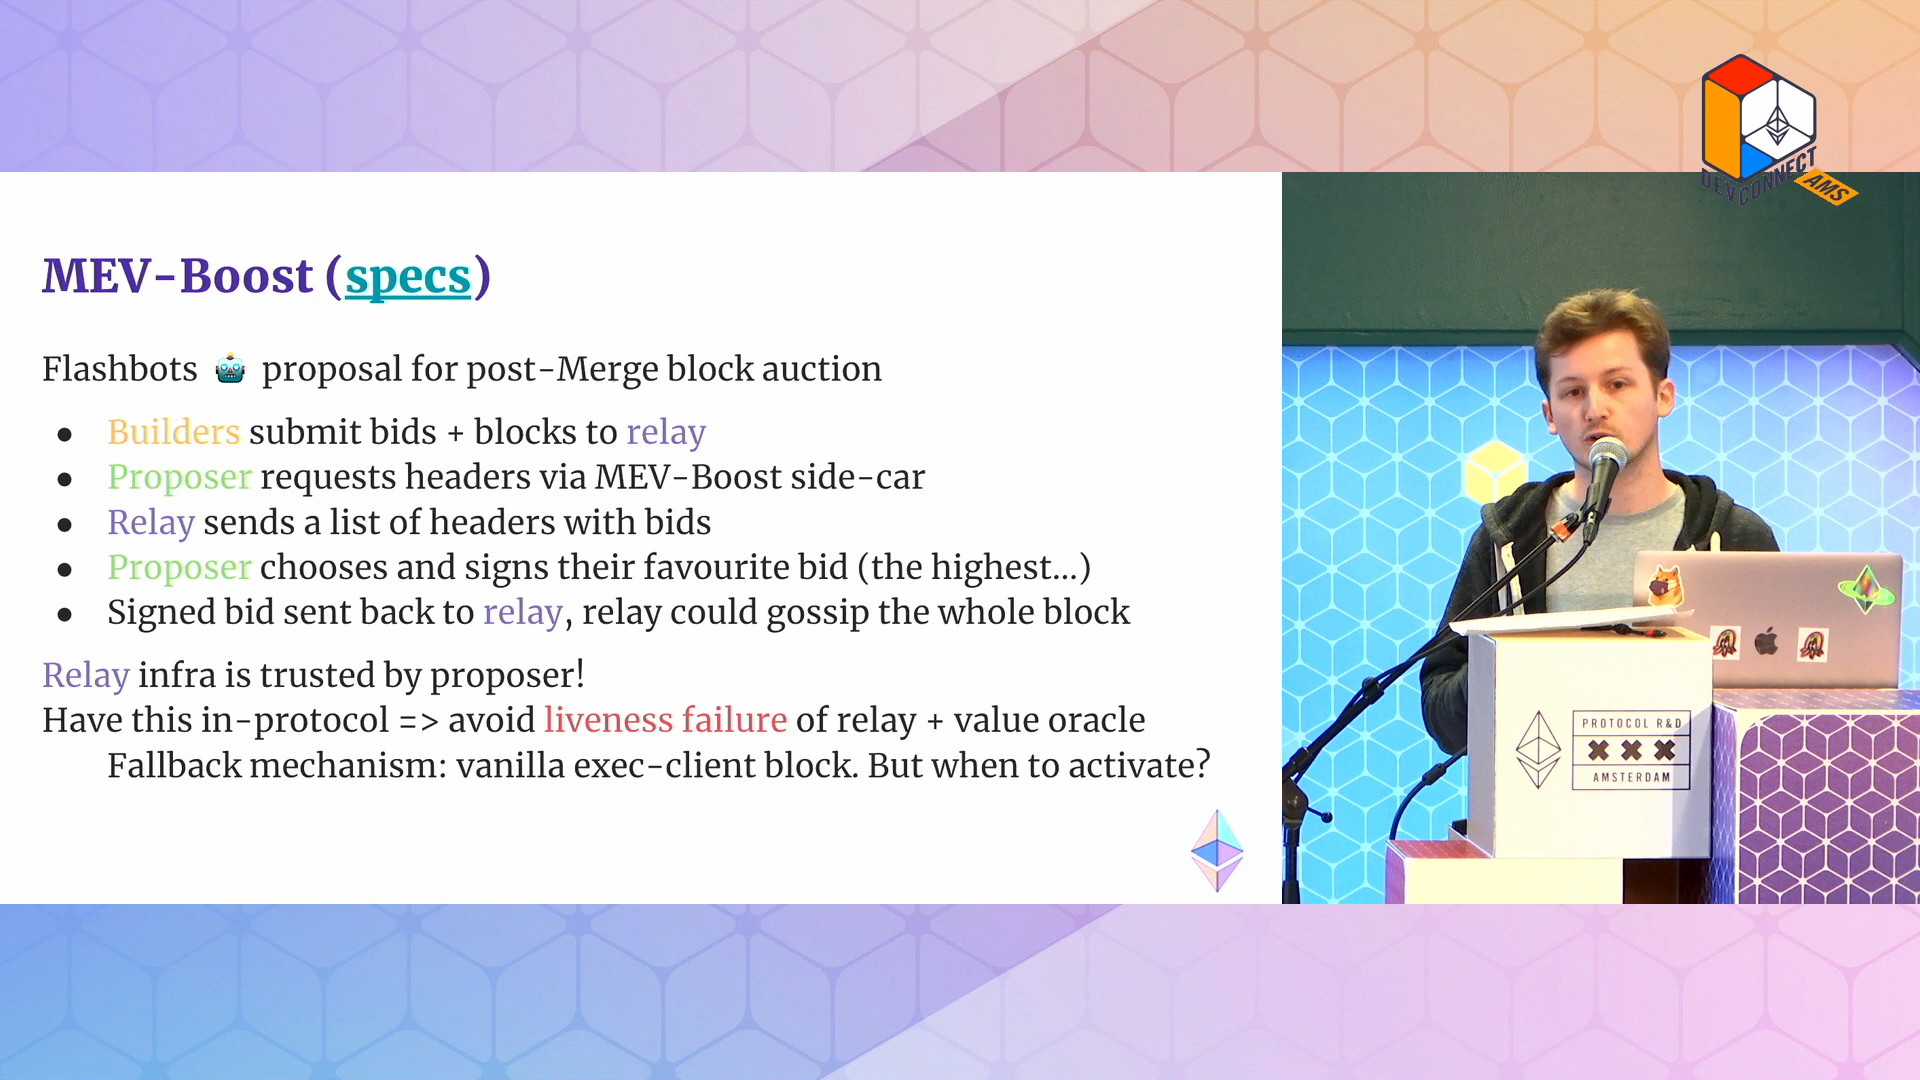 DEVCONNECT
AMS
MEV-Boost (specs)
Flashbots 🤖 proposal for post-Merge block auction
● Builders submit bids + blocks to relay
● Proposer requests headers via MEV-Boost side-car
● Relay sends a list of headers with bids
● Proposer chooses and signs their favourite bid (the highest...)
● Signed bid sent back to relay, relay could gossip the whole block
Relay infra is trusted by proposer!
Have this in-protocol => avoid liveness failure of relay + value oracle
Fallback mechanism: vanilla exec-client block. But when to activate?
PROTOCOL R&D
AMSTERDAM